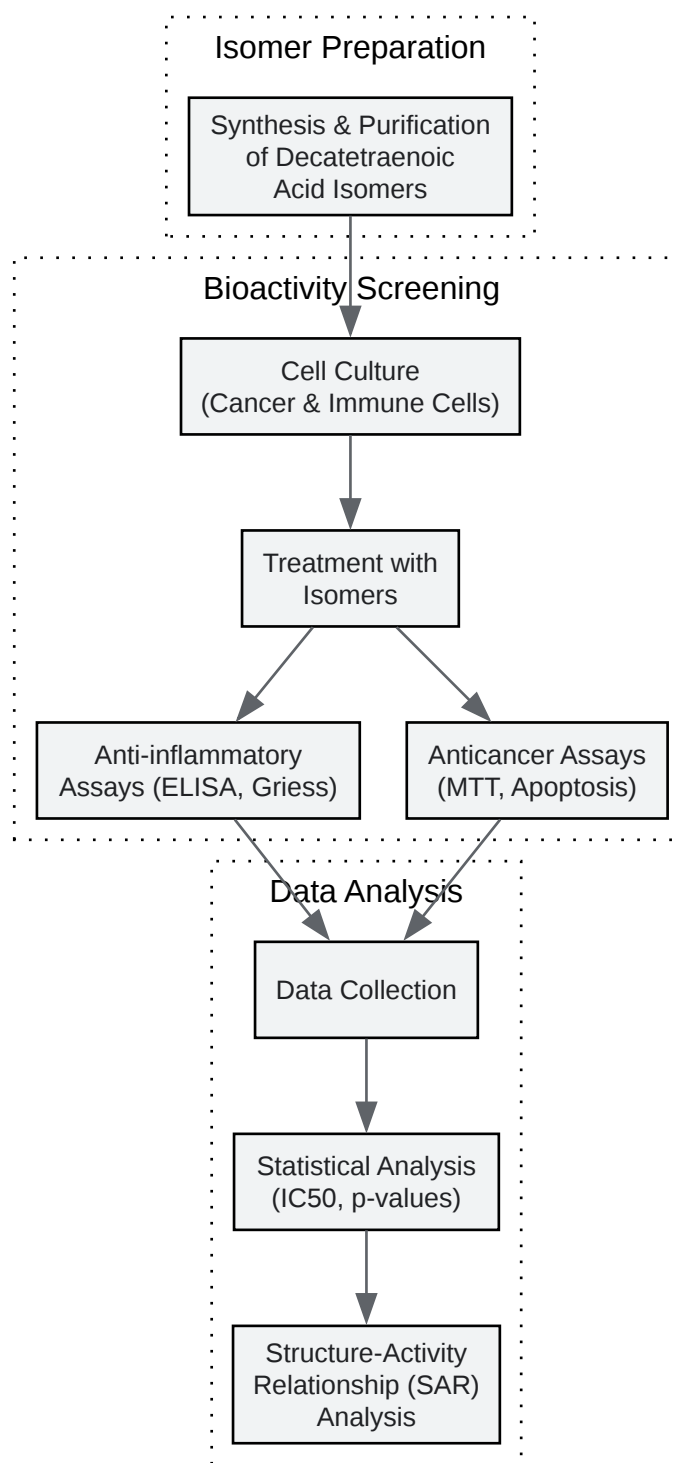 Isomer Preparation
Synthesis & Purification
of Decatetraenoic
Acid Isomers
Bioactivity Screening
Cell Culture
(Cancer & Immune Cells)
Treatment with
Isomers
Anti-inflammatory
Assays (ELISA, Griess)
Anticancer Assays
(MTT, Apoptosis)
Data Analysis
Data Collection
Statistical Analysis
(IC50, p-values)
Structure-Activity
Relationship (SAR)
Analysis